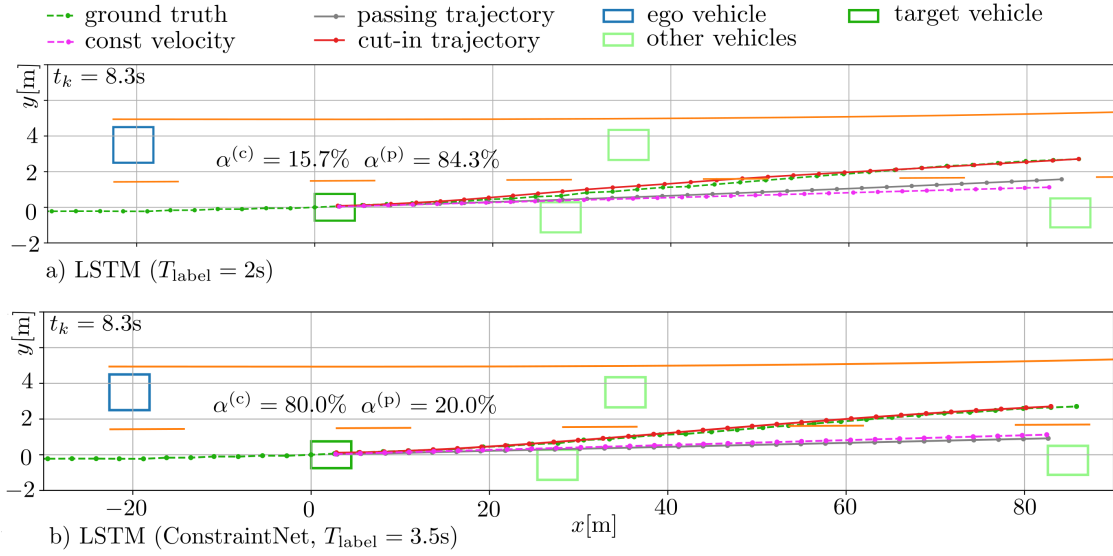 ground truth passing trajectory ego vehicle target vehicle
const velocity cut-in trajectory other vehicles
y[m]
t_k = 8.3s
4
α^(c) = 15.7% α^(p) = 84.3%
2
0
−2
a) LSTM (T_label = 2s)
y[m]
t_k = 8.3s
4
α^(c) = 80.0% α^(p) = 20.0%
2
0
−2
−20 0 20 40 60 80
x[m]
b) LSTM (ConstraintNet, T_label = 3.5s)